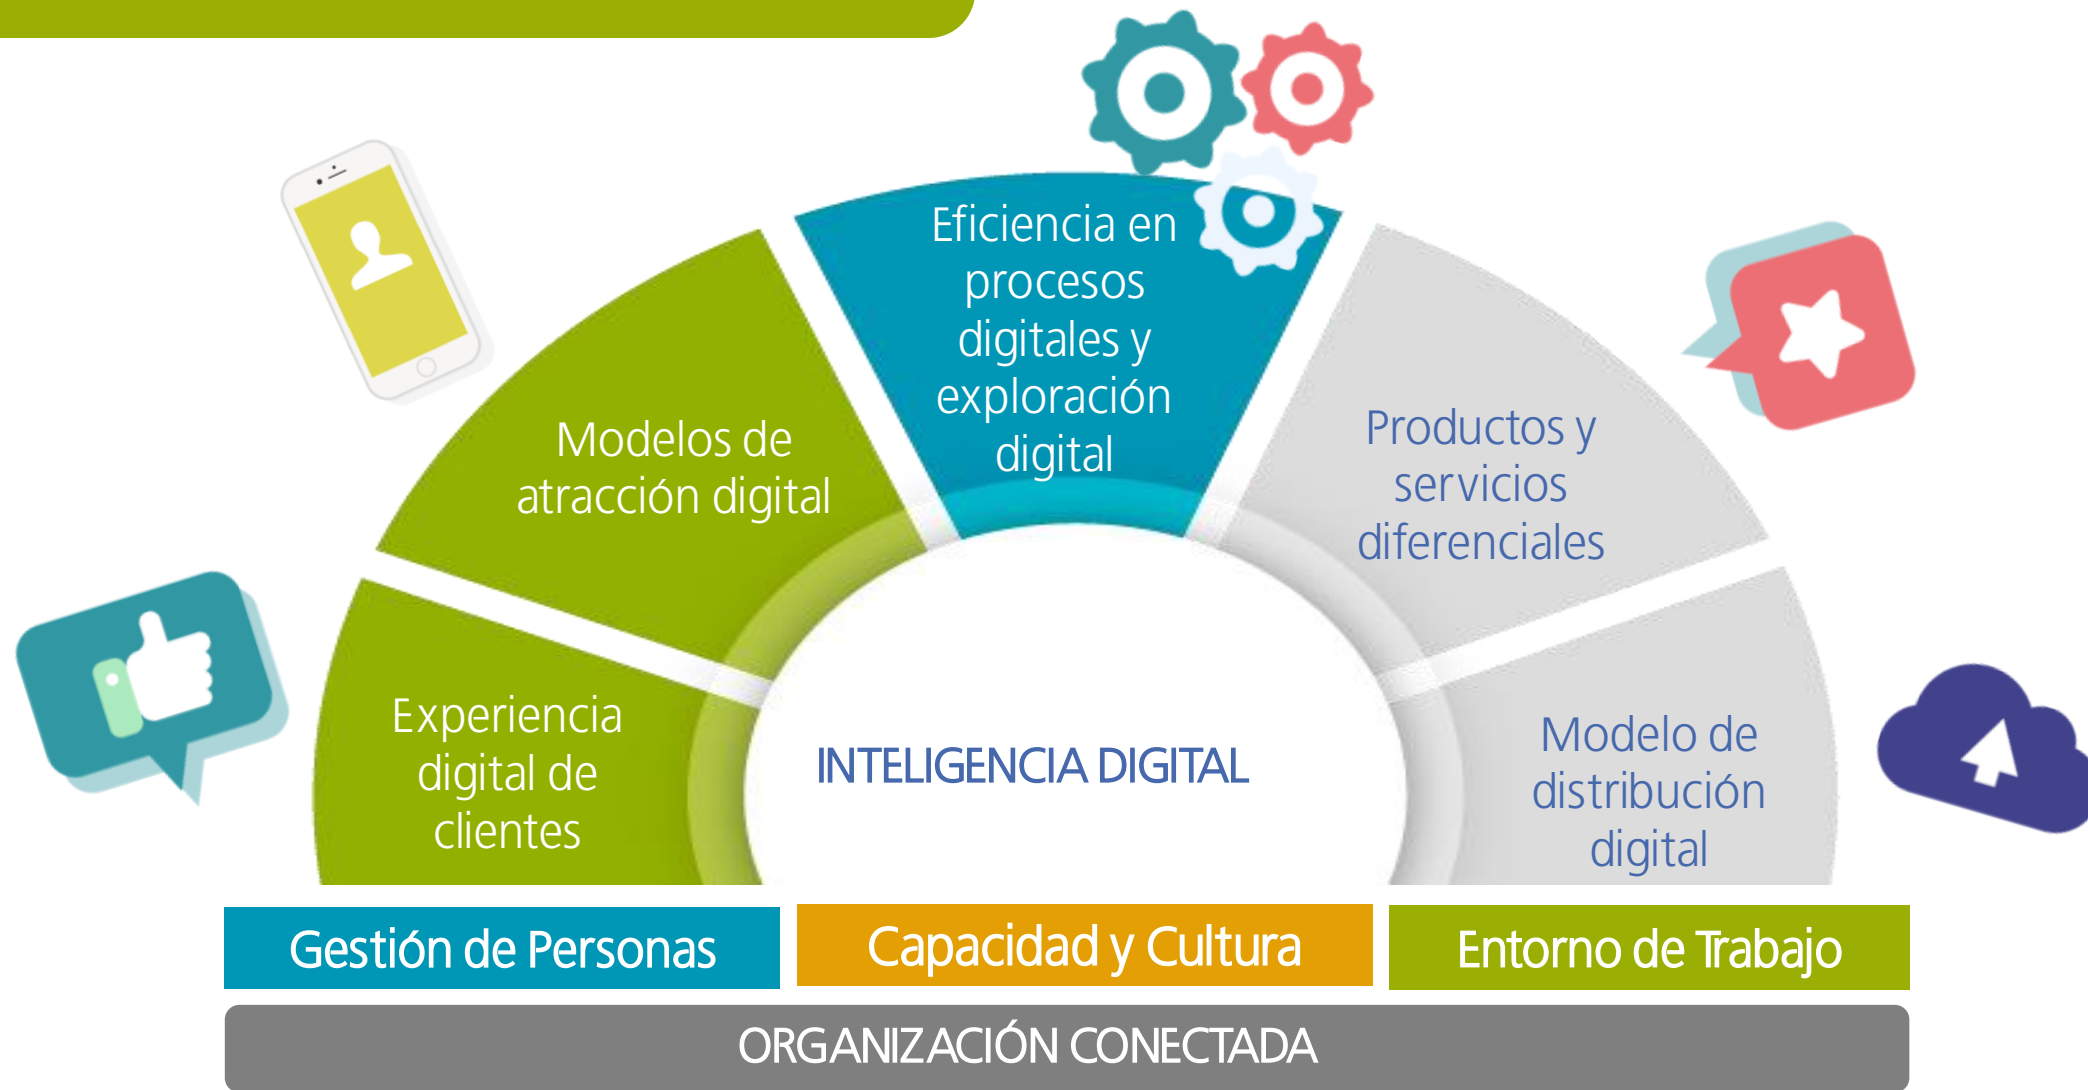 Eficiencia en
procesos
digitales y
exploración
digital
Modelos de
atracción digital
Productos y
servicios
diferenciales
Experiencia
digital de
clientes
INTELIGENCIA DIGITAL
Modelo de
distribución
digital
Gestión de Personas
Capacidad y Cultura
Entorno de Trabajo
ORGANIZACIÓN CONECTADA